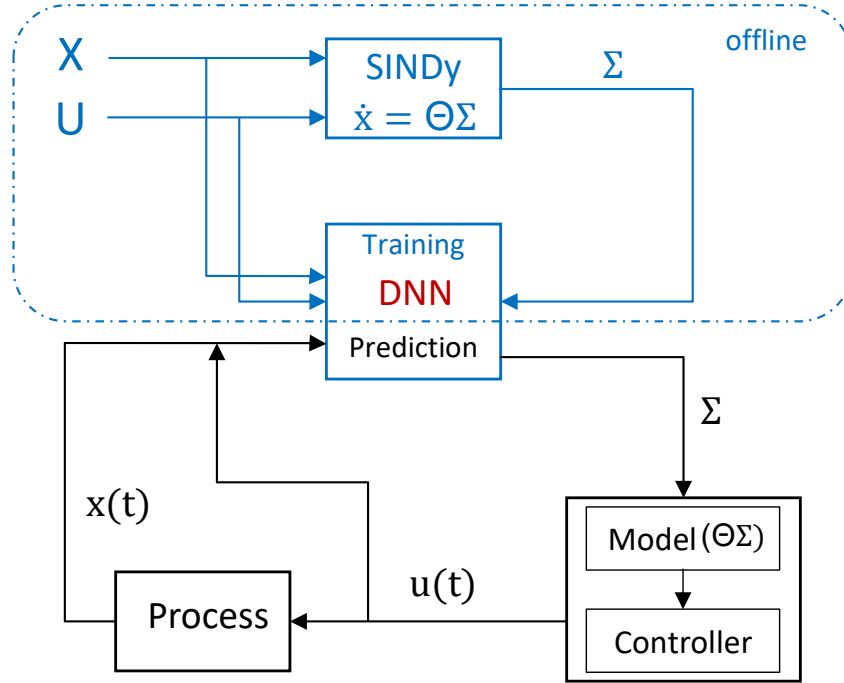 offline
X
SINDy
Σ
U
ẋ = ΘΣ
Training
DNN
Prediction
Σ
x(t)
Model (ΘΣ)
u(t)
Process
Controller